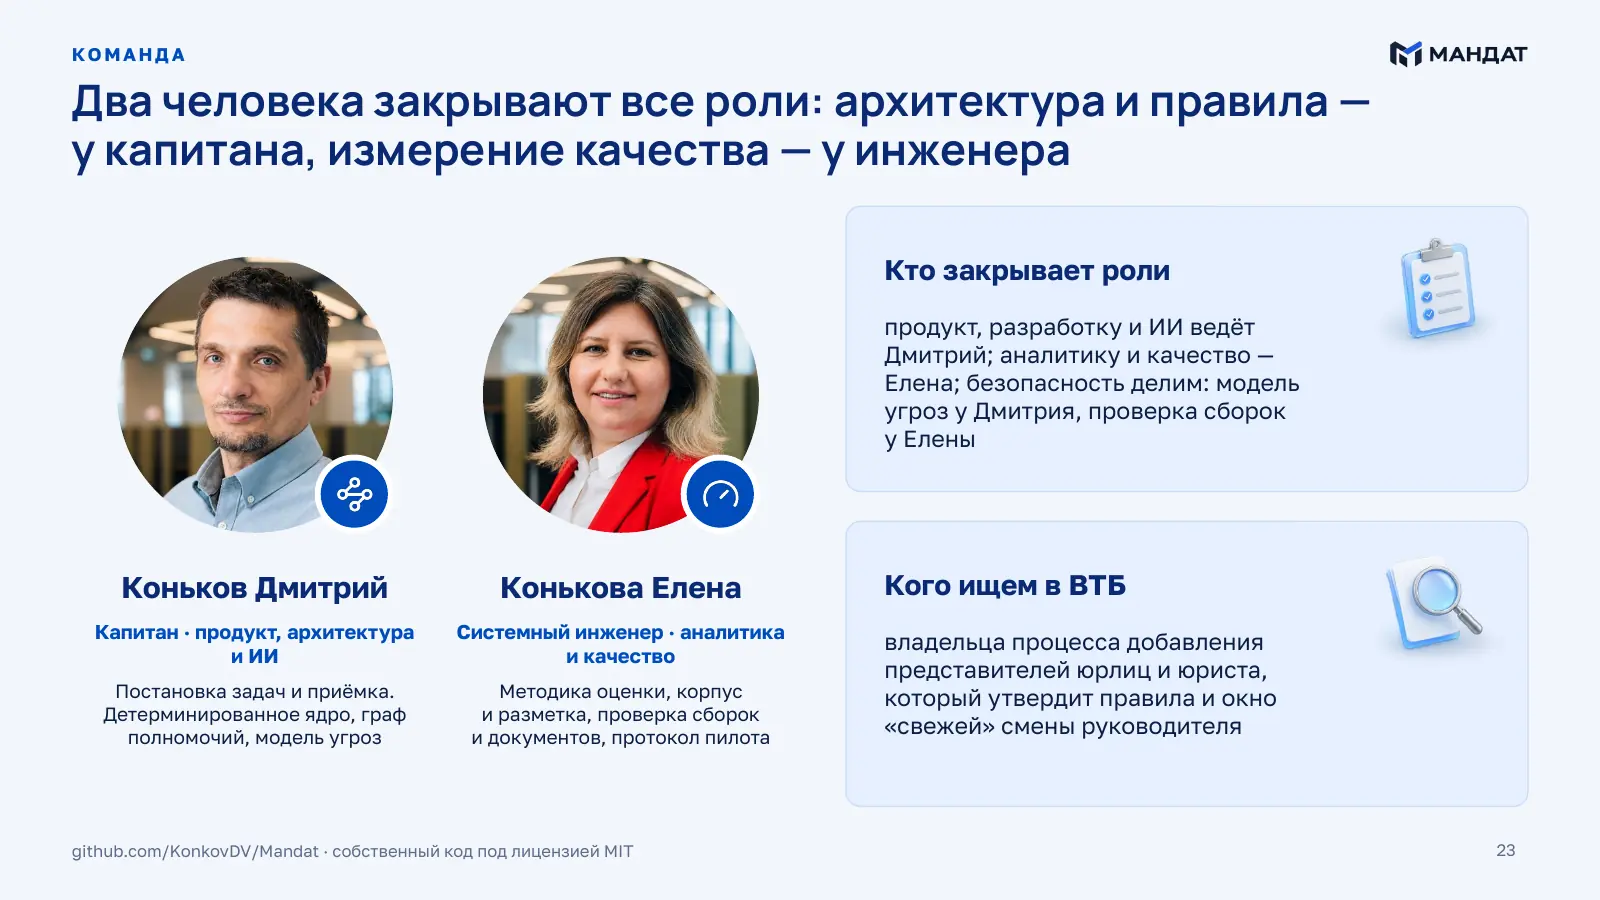 КОМАНДА
МАНДАТ
Два человека закрывают все роли: архитектура и правила —
у капитана, измерение качества — у инженера
Коньков Дмитрий
Капитан · продукт, архитектура
и ИИ
Постановка задач и приёмка.
Детерминированное ядро, граф
полномочий, модель угроз
Конькова Елена
Системный инженер · аналитика
и качество
Методика оценки, корпус
и разметка, проверка сборок
и документов, протокол пилота
Кто закрывает роли
продукт, разработку и ИИ ведёт
Дмитрий; аналитику и качество —
Елена; безопасность делим: модель
угроз у Дмитрия, проверка сборок
у Елены
Кого ищем в ВТБ
владельца процесса добавления
представителей юрлиц и юриста,
который утвердит правила и окно
«свежей» смены руководителя
github.com/KonkovDV/Mandat · собственный код под лицензией MIT
23